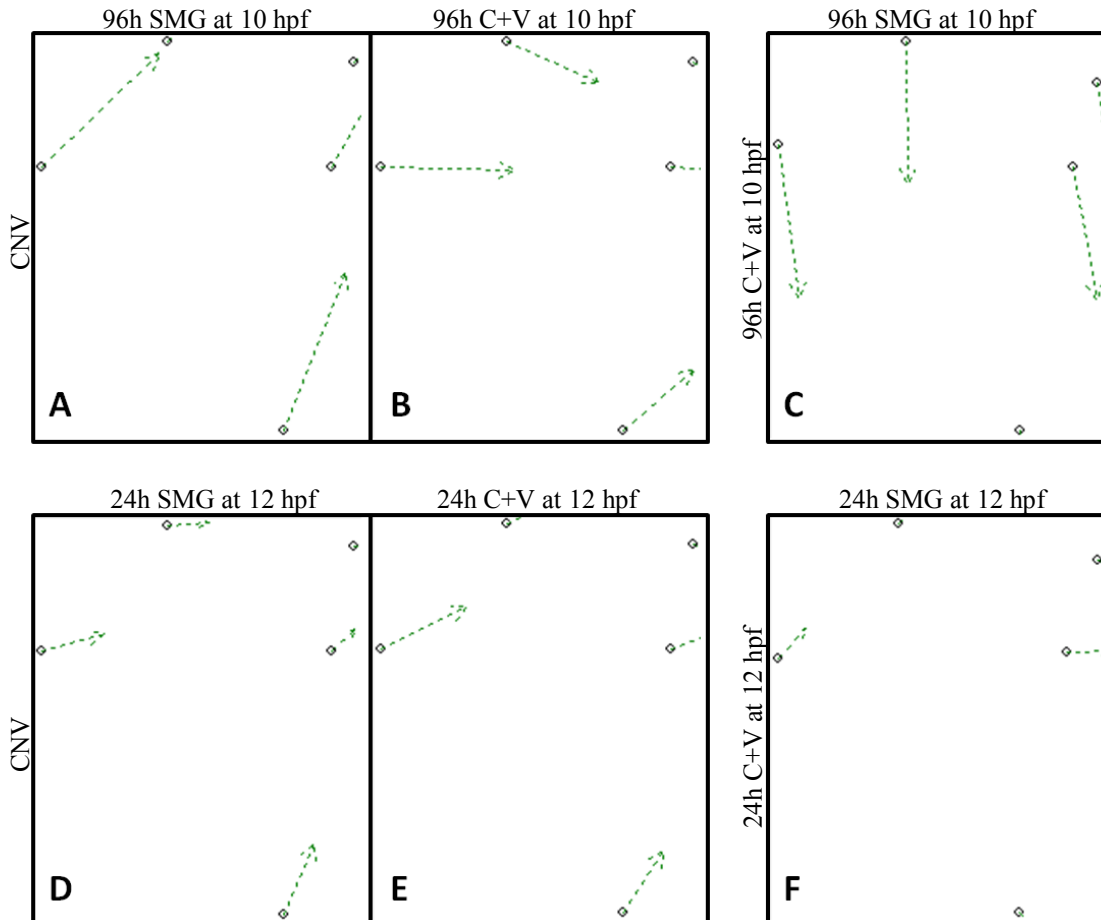 96h SMG at 10 hpf
96h C+V at 10 hpf
96h SMG at 10 hpf
CNV
96h C+V at 10 hpf
A
B
C
24h SMG at 12 hpf
24h C+V at 12 hpf
24h SMG at 12 hpf
CNV
24h C+V at 12 hpf
D
E
F